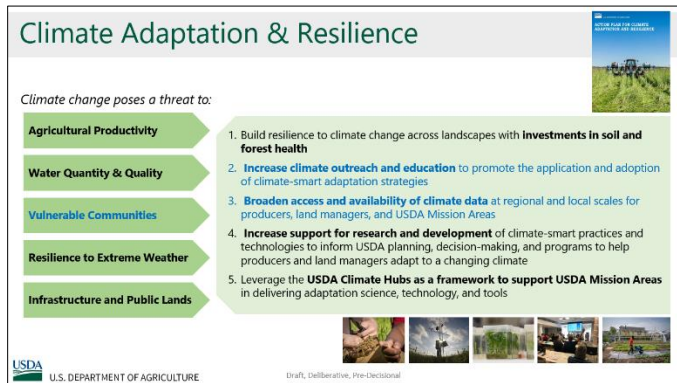 Climate Adaptation & Resilience
ACTION PLAN FOR CLIMATE
ADAPTATION AND RESILIENCE
Climate change poses a threat to:
Agricultural Productivity
Water Quantity & Quality
Vulnerable Communities
Resilience to Extreme Weather
Infrastructure and Public Lands
1. Build resilience to climate change across landscapes with investments in soil and
forest health
2. Increase climate outreach and education to promote the application and adoption
of climate-smart adaptation strategies
3. Broaden access and availability of climate data at regional and local scales for
producers, land managers, and USDA Mission Areas
4. Increase support for research and development of climate-smart practices and
technologies to inform USDA planning, decision-making, and programs to help
producers and land managers adapt to a changing climate
5. Leverage the USDA Climate Hubs as a framework to support USDA Mission Areas
in delivering adaptation science, technology, and tools
USDA
U.S. DEPARTMENT OF AGRICULTURE
Draft, Deliberative, Pre-Decisional